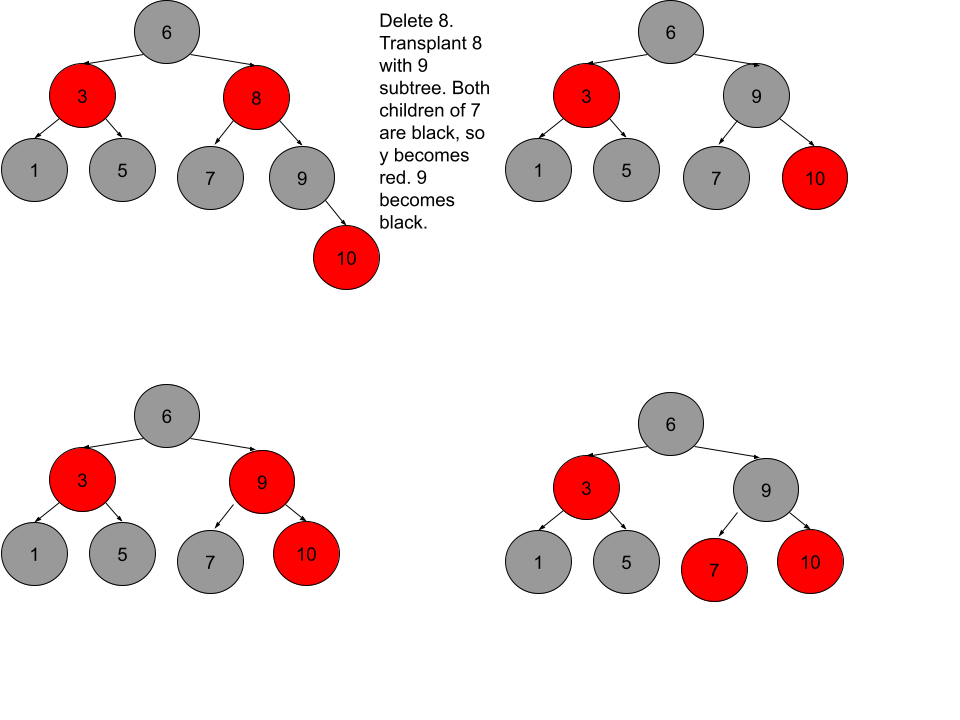 6
3
8
1
5
7
9
10
Delete 8.
Transplant 8
with 9
subtree. Both
children of 7
are black, so
y becomes
red. 9
becomes
black.
6
3
9
1
5
7
10
6
3
9
1
5
7
10
6
3
9
1
5
7
10